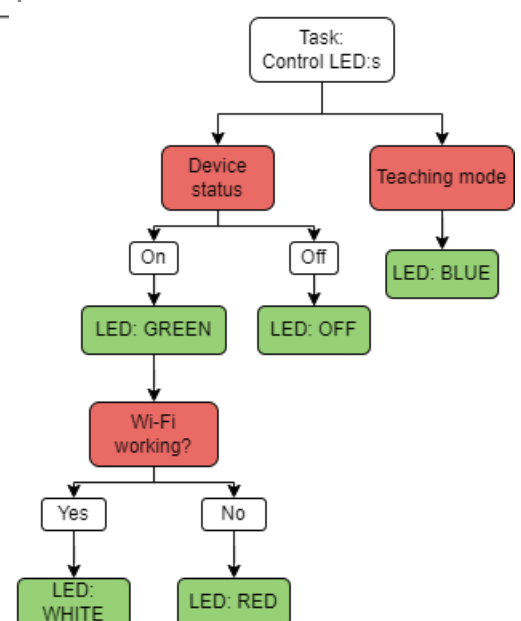 Task:
Control LED:s
Device
status
Teaching mode
On
Off
LED: BLUE
LED: GREEN
LED: OFF
Wi-Fi
working?
Yes
No
LED:
WHITE
LED: RED